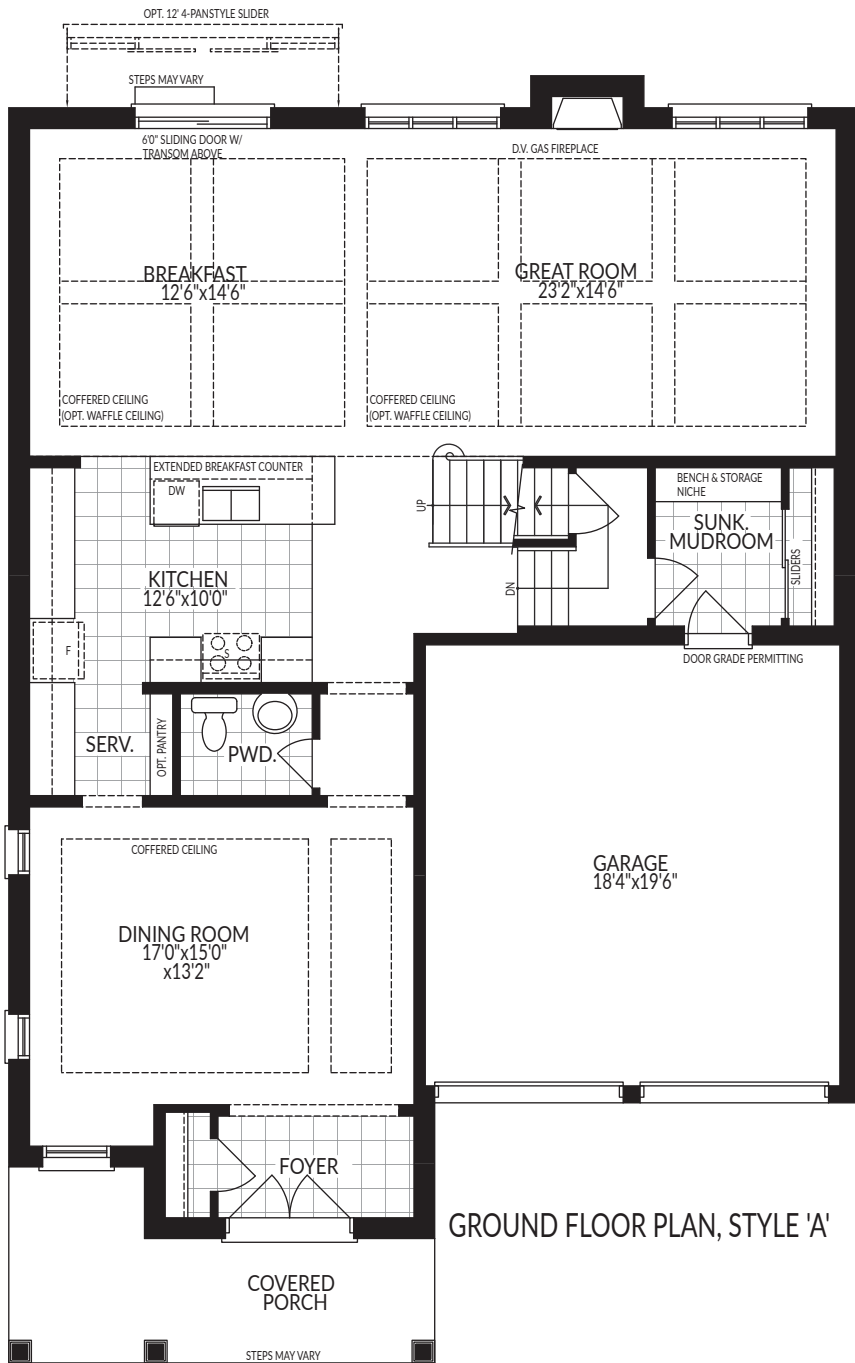 OPT. 12' 4-PANSTYLE SLIDER
STEPS MAY VARY
6'0" SLIDING DOOR W/
TRANSOM ABOVE
D.V. GAS FIREPLACE
BREAKFAST
12'6"x14'6"
GREAT ROOM
23'2"x14'6"
COFFERED CEILING
(OPT. WAFFLE CEILING)
COFFERED CEILING
(OPT. WAFFLE CEILING)
EXTENDED BREAKFAST COUNTER
DW
UP
BENCH & STORAGE
NICHE
SUNK.
MUDROOM
SLIDERS
KITCHEN
12'6"x10'0"
DN
F
S
DOOR GRADE PERMITTING
SERV.
OPT. PANTRY
PWD.
COFFERED CEILING
GARAGE
18'4"x19'6"
DINING ROOM
17'0"x15'0"
x13'2"
FOYER
GROUND FLOOR PLAN, STYLE 'A'
COVERED
PORCH
STEPS MAY VARY